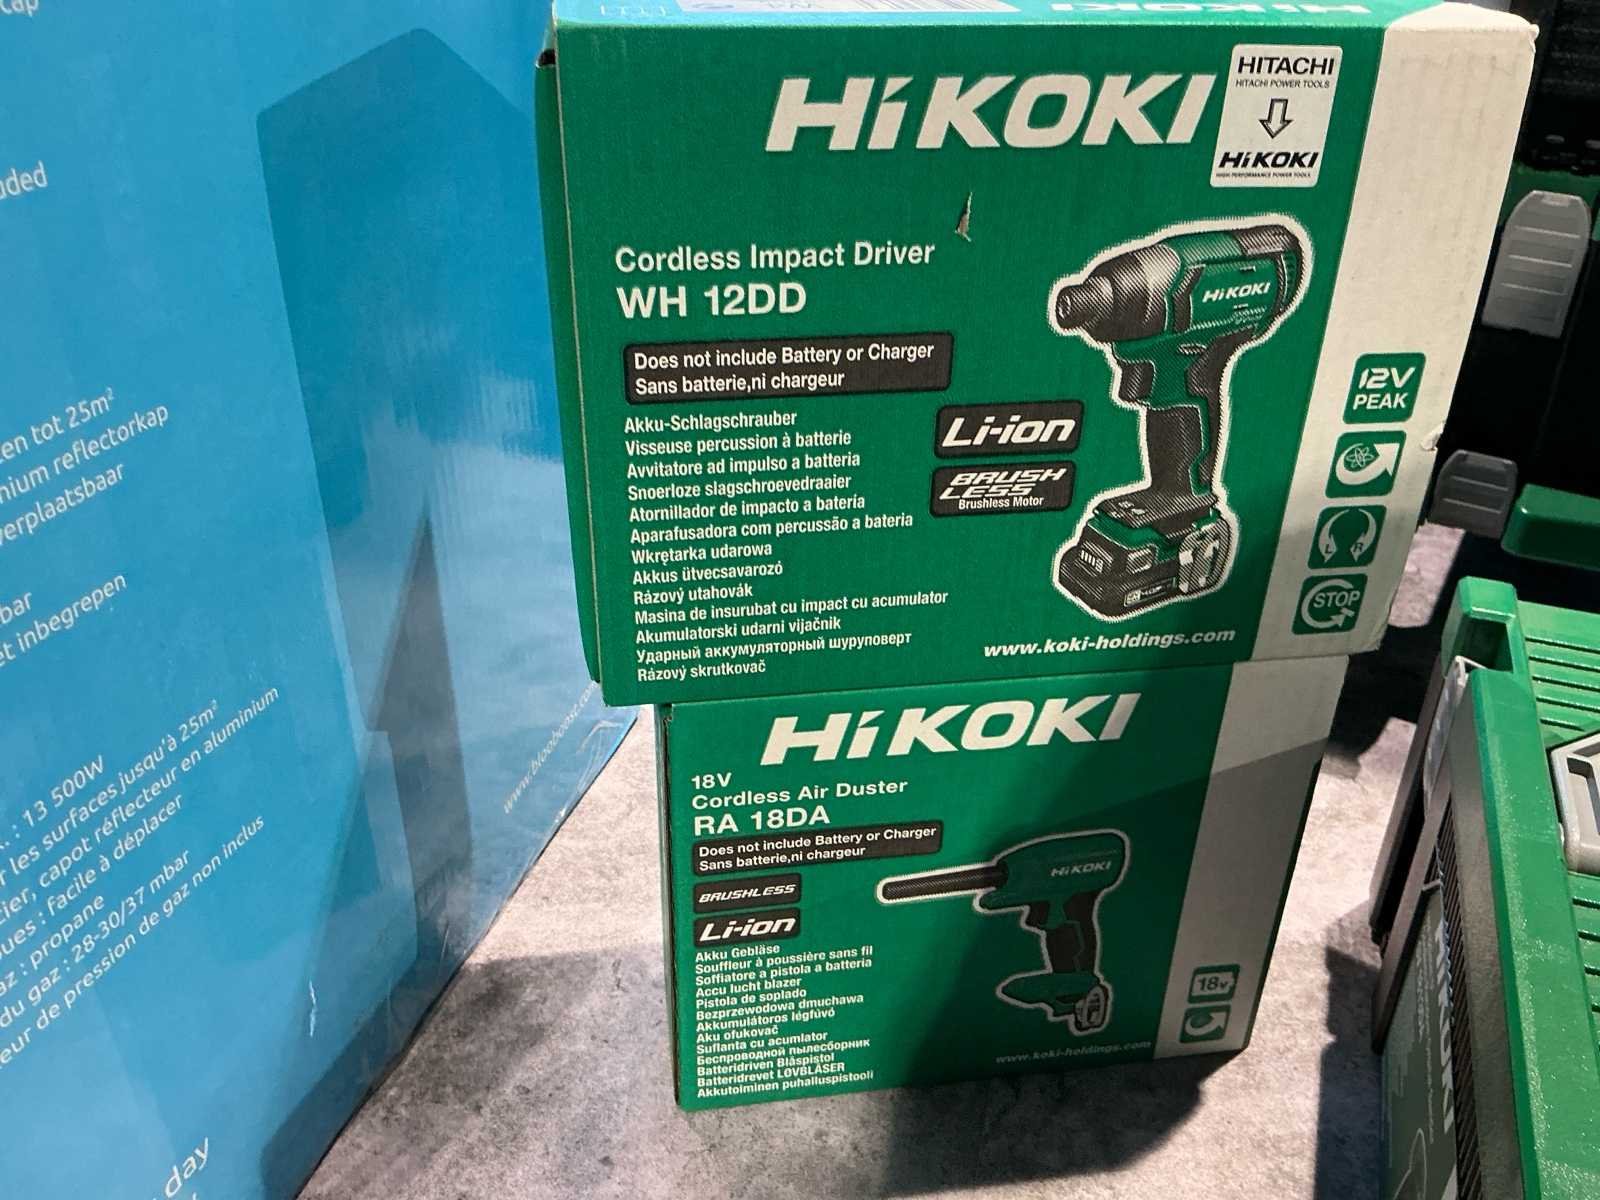 Cap
uded
en tot 25m²
nium reflectorkap
verplaatsbaar
bar
et inbegrepen
: 13 500W
r les surfaces jusqu'à 25m²
cier, capot réflecteur en aluminium
ques : facile à déplacer
az : propane
du gaz : 28-30/37 mbar
eur de pression de gaz non inclus
day
HiKOKI
HiKOKI
HITACHI
HITACHI POWER TOOLS
HiKOKI
HIGH PERFORMANCE POWER TOOLS
Cordless Impact Driver
WH 12DD
Does not include Battery or Charger
Sans batterie,ni chargeur
Akku-Schlagschrauber
Visseuse percussion à batterie
Avvitatore ad impulso a batteria
Snoerloze slagschroevedraaier
Atornillador de impacto a batería
Aparafusadora com percussão a bateria
Wkrętarka udarowa
Akkus ütvecsavarozó
Rázový utahovák
Masina de insurubat cu impact cu acumulator
Akumulatorski udarni vijačnik
Ударный аккумуляторный шуруповерт
Rázový skrutkovač
Li-ion
BRUSH
LESS
Brushless Motor
HiKOKI
12V
PEAK
L R
STOP
www.koki-holdings.com
HiKOKI
18V
Cordless Air Duster
RA 18DA
Does not include Battery or Charger
Sans batterie,ni chargeur
BRUSHLESS
Li-ion
Akku Gebläse
Souffleur à poussière sans fil
Soffiatore a pistola a batteria
Accu lucht blazer
Pistola de soplado
Bezprzewodowa dmuchawa
Akkumulátoros légfúvó
Aku ofukovač
Suflanta cu acumlator
Беспроводной пылесборник
Batteridriven Blåspistol
Batteridrevet LØVBLÅSER
Akkutoiminen puhalluspistooli
HiKOKI
18v
www.koki-holdings.com
HiKOKI